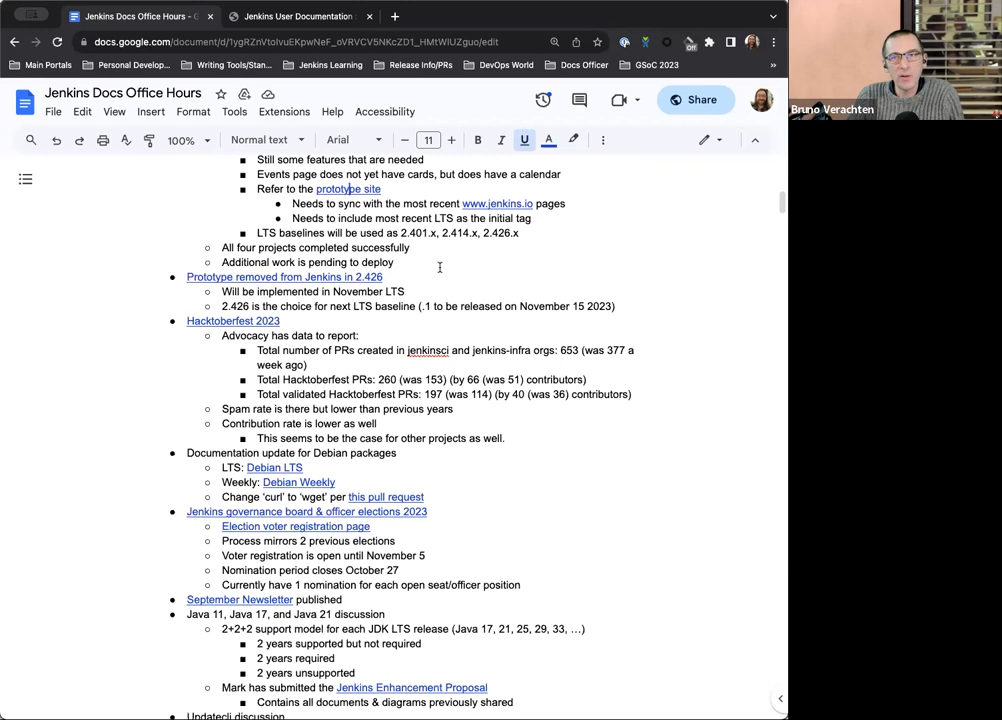 Jenkins Docs Office Hours - G
Jenkins User Documentation
docs.google.com/document/d/1ygRZnVtoIvuEKpwNeF_oVRVCV5NKcZD1_HMtWlUZguo/edit
Main Portals
Personal Develop...
Writing Tools/Stan...
Jenkins Learning
Release Info/PRs
DevOps World
Docs Officer
GSoC 2023
Jenkins Docs Office Hours
File Edit View Insert Format Tools Extensions Help Accessibility
Share
Bruno Verachten
100% Normal text Arial 11 B I U A
Still some features that are needed
Events page does not yet have cards, but does have a calendar
Refer to the prototype site
Needs to sync with the most recent www.jenkins.io pages
Needs to include most recent LTS as the initial tag
LTS baselines will be used as 2.401.x, 2.414.x, 2.426.x
All four projects completed successfully
Additional work is pending to deploy
Prototype removed from Jenkins in 2.426
Will be implemented in November LTS
2.426 is the choice for next LTS baseline (.1 to be released on November 15 2023)
Hacktoberfest 2023
Advocacy has data to report:
Total number of PRs created in jenkinsci and jenkins-infra orgs: 653 (was 377 a
week ago)
Total Hacktoberfest PRs: 260 (was 153) (by 66 (was 51) contributors)
Total validated Hacktoberfest PRs: 197 (was 114) (by 40 (was 36) contributors)
Spam rate is there but lower than previous years
Contribution rate is lower as well
This seems to be the case for other projects as well.
Documentation update for Debian packages
LTS: Debian LTS
Weekly: Debian Weekly
Change ‘curl’ to ‘wget’ per this pull request
Jenkins governance board & officer elections 2023
Election voter registration page
Process mirrors 2 previous elections
Voter registration is open until November 5
Nomination period closes October 27
Currently have 1 nomination for each open seat/officer position
September Newsletter published
Java 11, Java 17, and Java 21 discussion
2+2+2 support model for each JDK LTS release (Java 17, 21, 25, 29, 33, …)
2 years supported but not required
2 years required
2 years unsupported
Mark has submitted the Jenkins Enhancement Proposal
Contains all documents & diagrams previously shared
Updatecli discussion